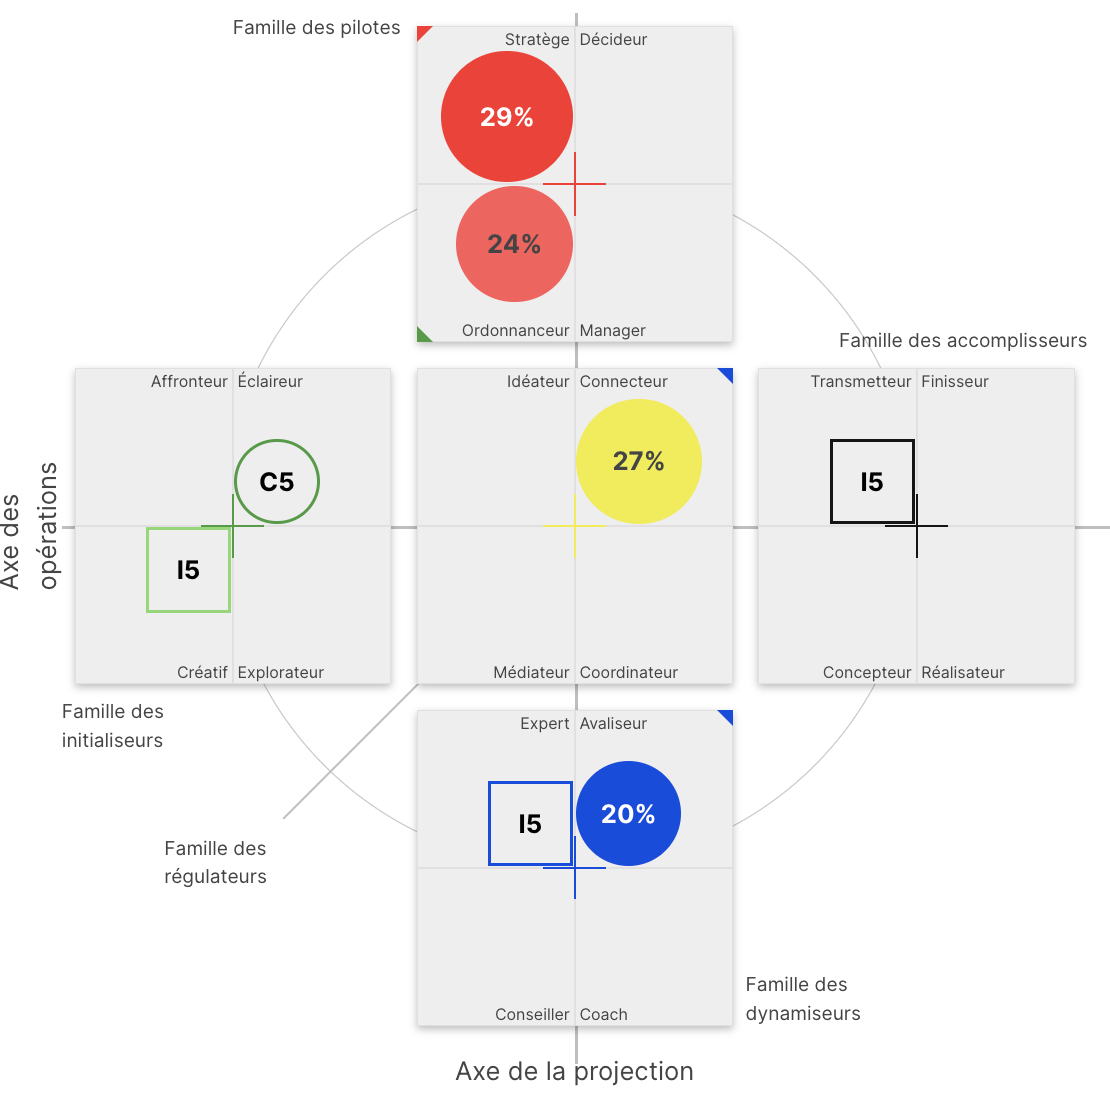 Famille des pilotes
Stratège Décideur
29%
24%
Ordonnanceur Manager
Famille des accomplisseurs
Affronteur Éclaireur
Idéateur Connecteur
Transmetteur Finisseur
C5
27%
I5
I5
Axe des
opérations
Créatif Explorateur
Médiateur Coordinateur
Concepteur Réalisateur
Famille des
initialiseurs
Expert Avaliseur
I5
20%
Famille des
régulateurs
Famille des
dynamiseurs
Conseiller Coach
Axe de la projection